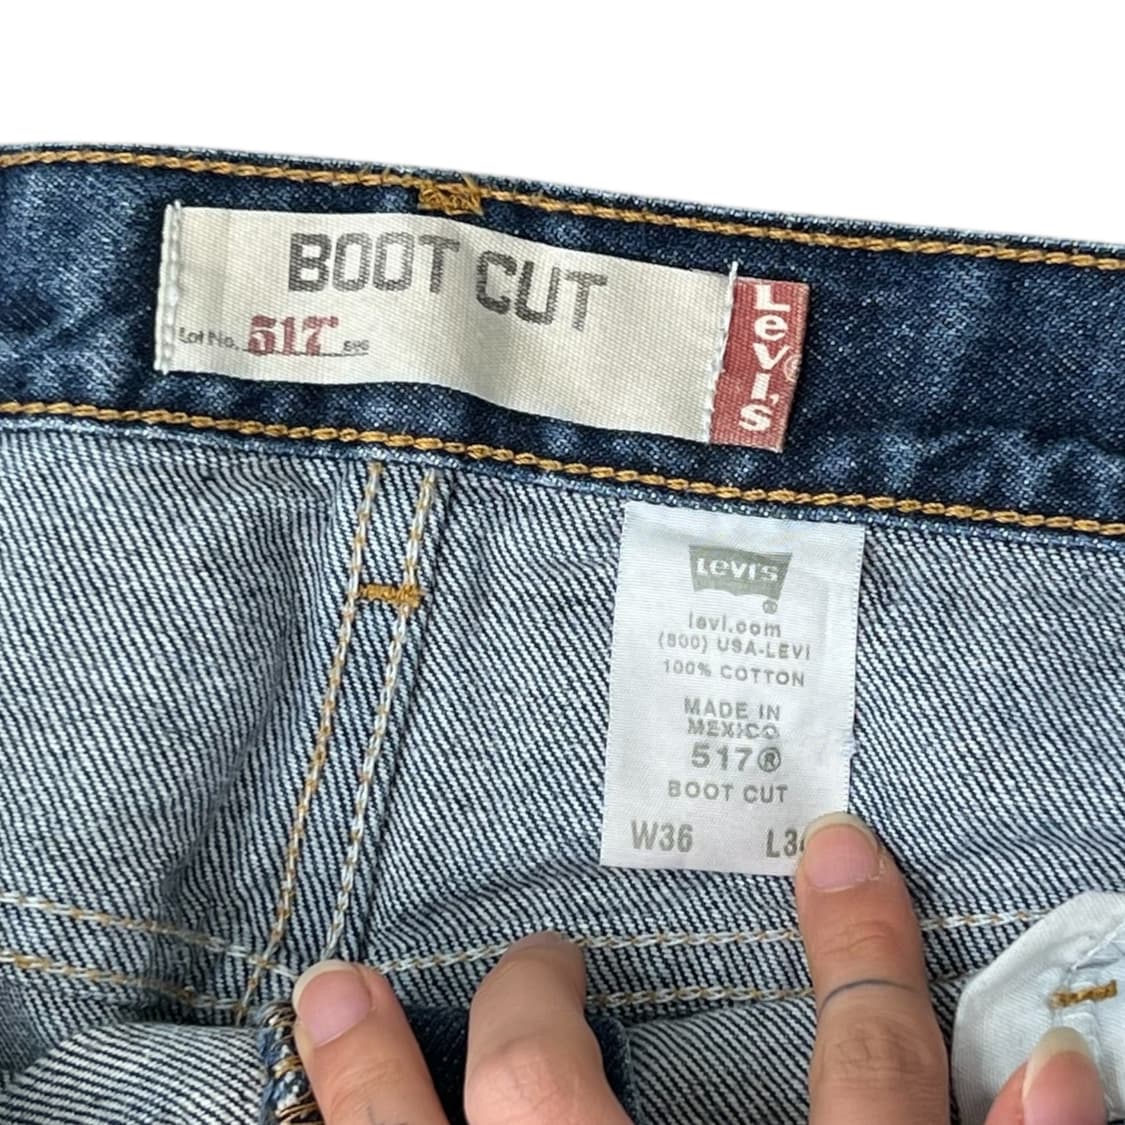 BOOT CUT
Lot No. 517®
LEVI'S®
LEVI'S
®
levi.com
(800) USA-LEVI
100% COTTON
MADE IN
MEXICO
517®
BOOT CUT
W36